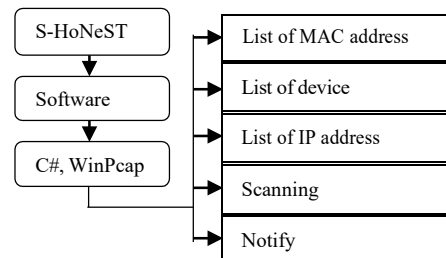 S-HoNeST
Software
C#, WinPcap
List of MAC address
List of device
List of IP address
Scanning
Notify